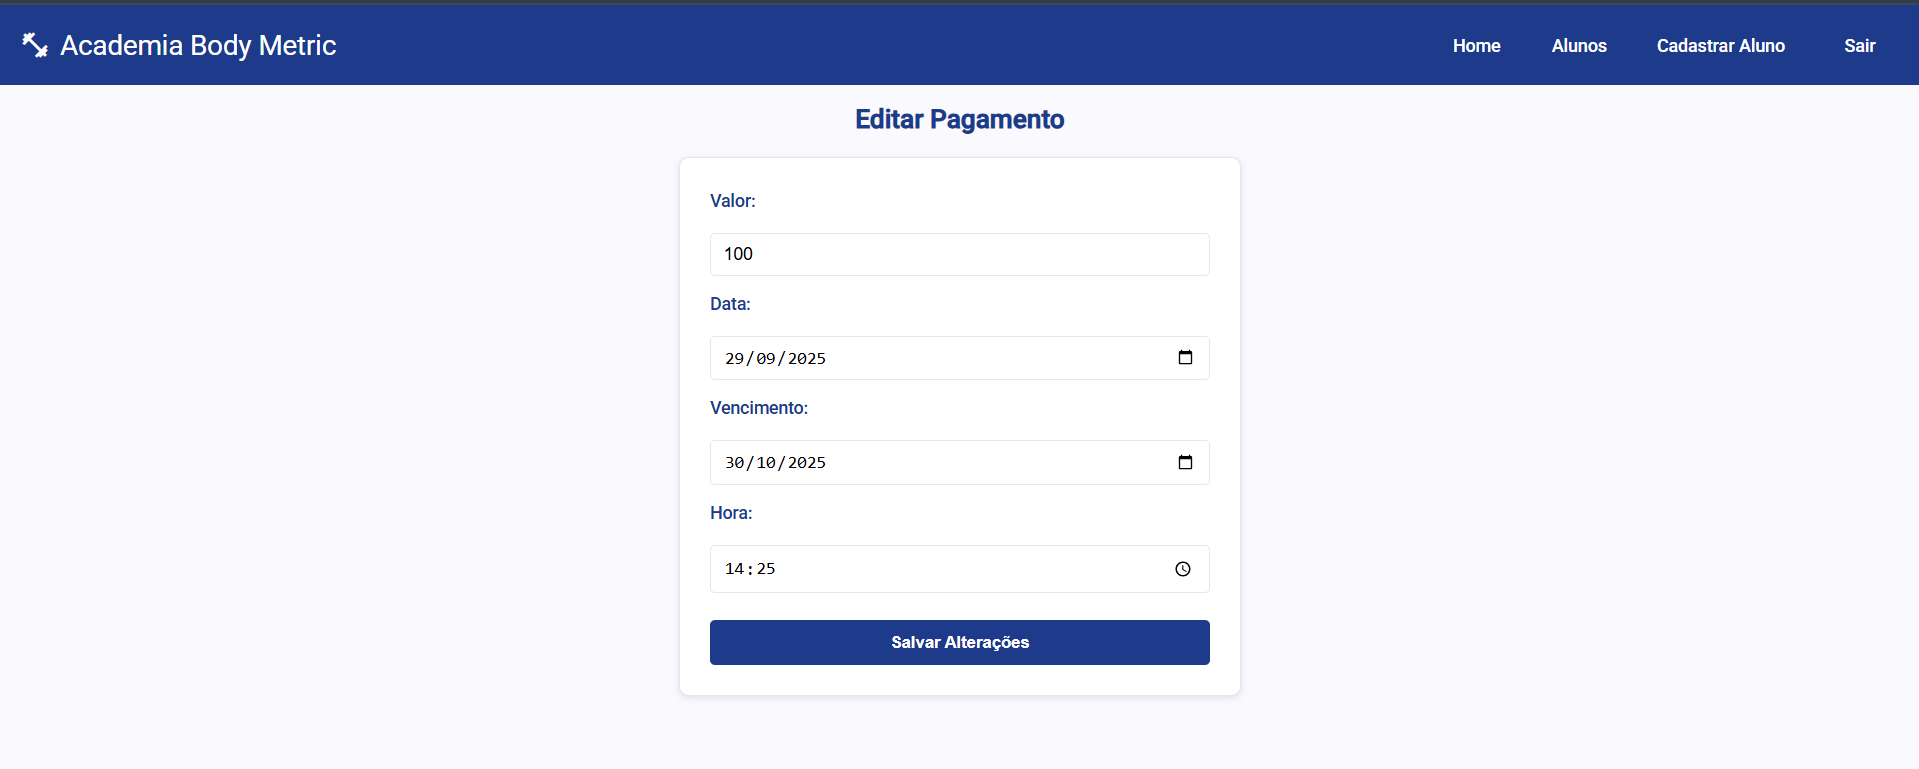 Academia Body Metric
Home Alunos Cadastrar Aluno Sair
Editar Pagamento
Valor:
100
Data:
29/09/2025
Vencimento:
30/10/2025
Hora:
14:25
Salvar Alterações